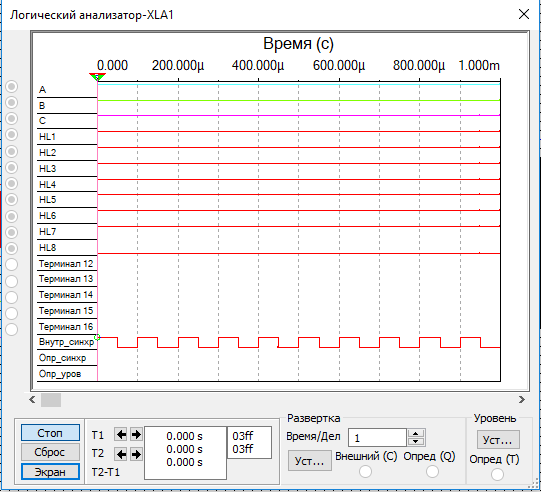 Логический анализатор-XLA1
Время (с)
0.000 200.000µ 400.000µ 600.000µ 800.000µ 1.000m
A
B
C
HL1
HL2
HL3
HL4
HL5
HL6
HL7
HL8
Терминал 12
Терминал 13
Терминал 14
Терминал 15
Терминал 16
Внутр_синхр
Опр_синхр
Опр_уров
Стоп
Сброс
Экран
T1
T2
T2-T1
0.000 s
0.000 s
0.000 s
03ff
03ff
Развертка
Время/Дел 1
Уст...
Внешний (C)
Опред (Q)
Уровень
Уст...
Опред (T)